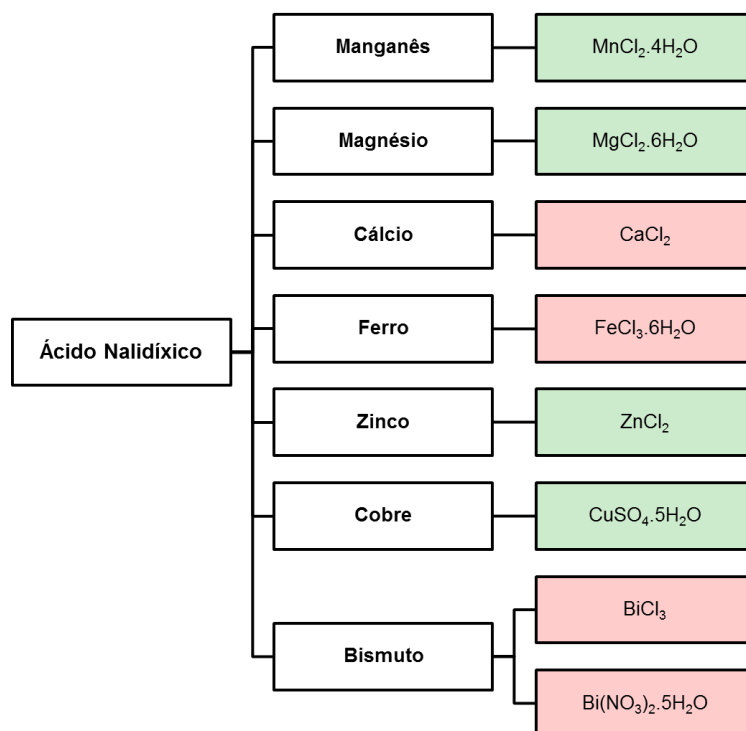 Ácido Nalidíxico
Manganês
MnCl₂.4H₂O
Magnésio
MgCl₂.6H₂O
Cálcio
CaCl₂
Ferro
FeCl₃.6H₂O
Zinco
ZnCl₂
Cobre
CuSO₄.5H₂O
Bismuto
BiCl₃
Bi(NO₃)₂.5H₂O